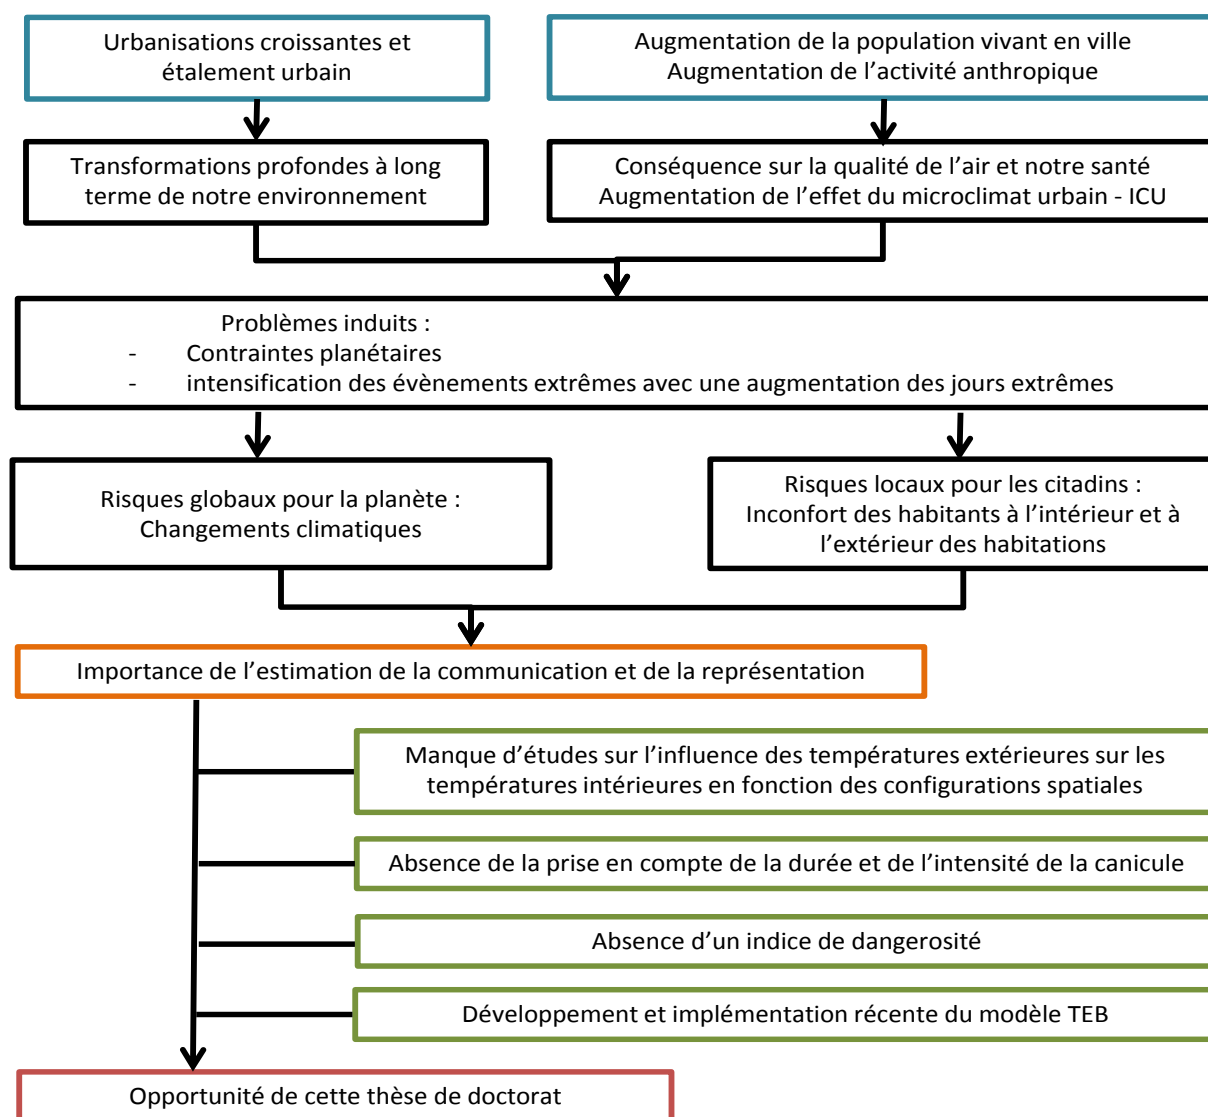 Urbanisations croissantes et
étalement urbain
Augmentation de la population vivant en ville
Augmentation de l’activité anthropique
Transformations profondes à long
terme de notre environnement
Conséquence sur la qualité de l’air et notre santé
Augmentation de l’effet du microclimat urbain - ICU
Problèmes induits :
- Contraintes planétaires
- intensification des évènements extrêmes avec une augmentation des jours extrêmes
Risques globaux pour la planète :
Changements climatiques
Risques locaux pour les citadins :
Inconfort des habitants à l’intérieur et à
l’extérieur des habitations
Importance de l’estimation de la communication et de la représentation
Manque d’études sur l’influence des températures extérieures sur les
températures intérieures en fonction des configurations spatiales
Absence de la prise en compte de la durée et de l’intensité de la canicule
Absence d’un indice de dangerosité
Développement et implémentation récente du modèle TEB
Opportunité de cette thèse de doctorat